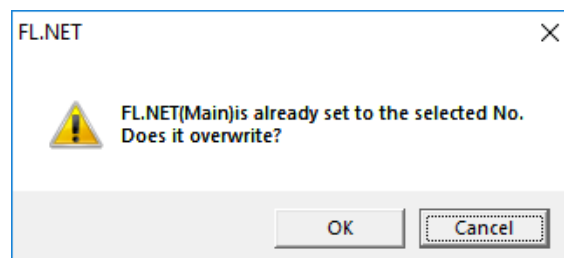 FL.NET
FL.NET(Main)is already set to the selected No.
Does it overwrite?
OK
Cancel